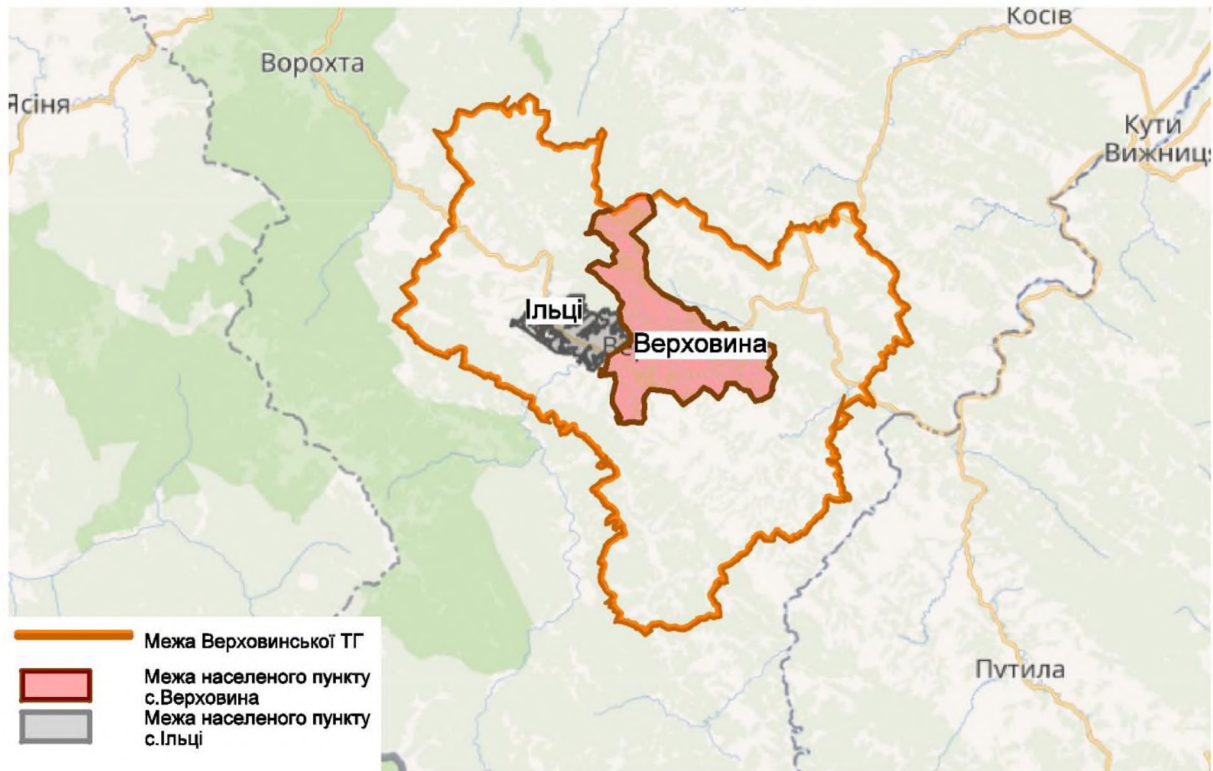 Косів
Ворохта
Ясіня
Кути
Вижниця
Ільці
Ве
Верховина
Путила
Межа Верховинської ТГ
Межа населеного пункту
с.Верховина
Межа населеного пункту
с.Ільці